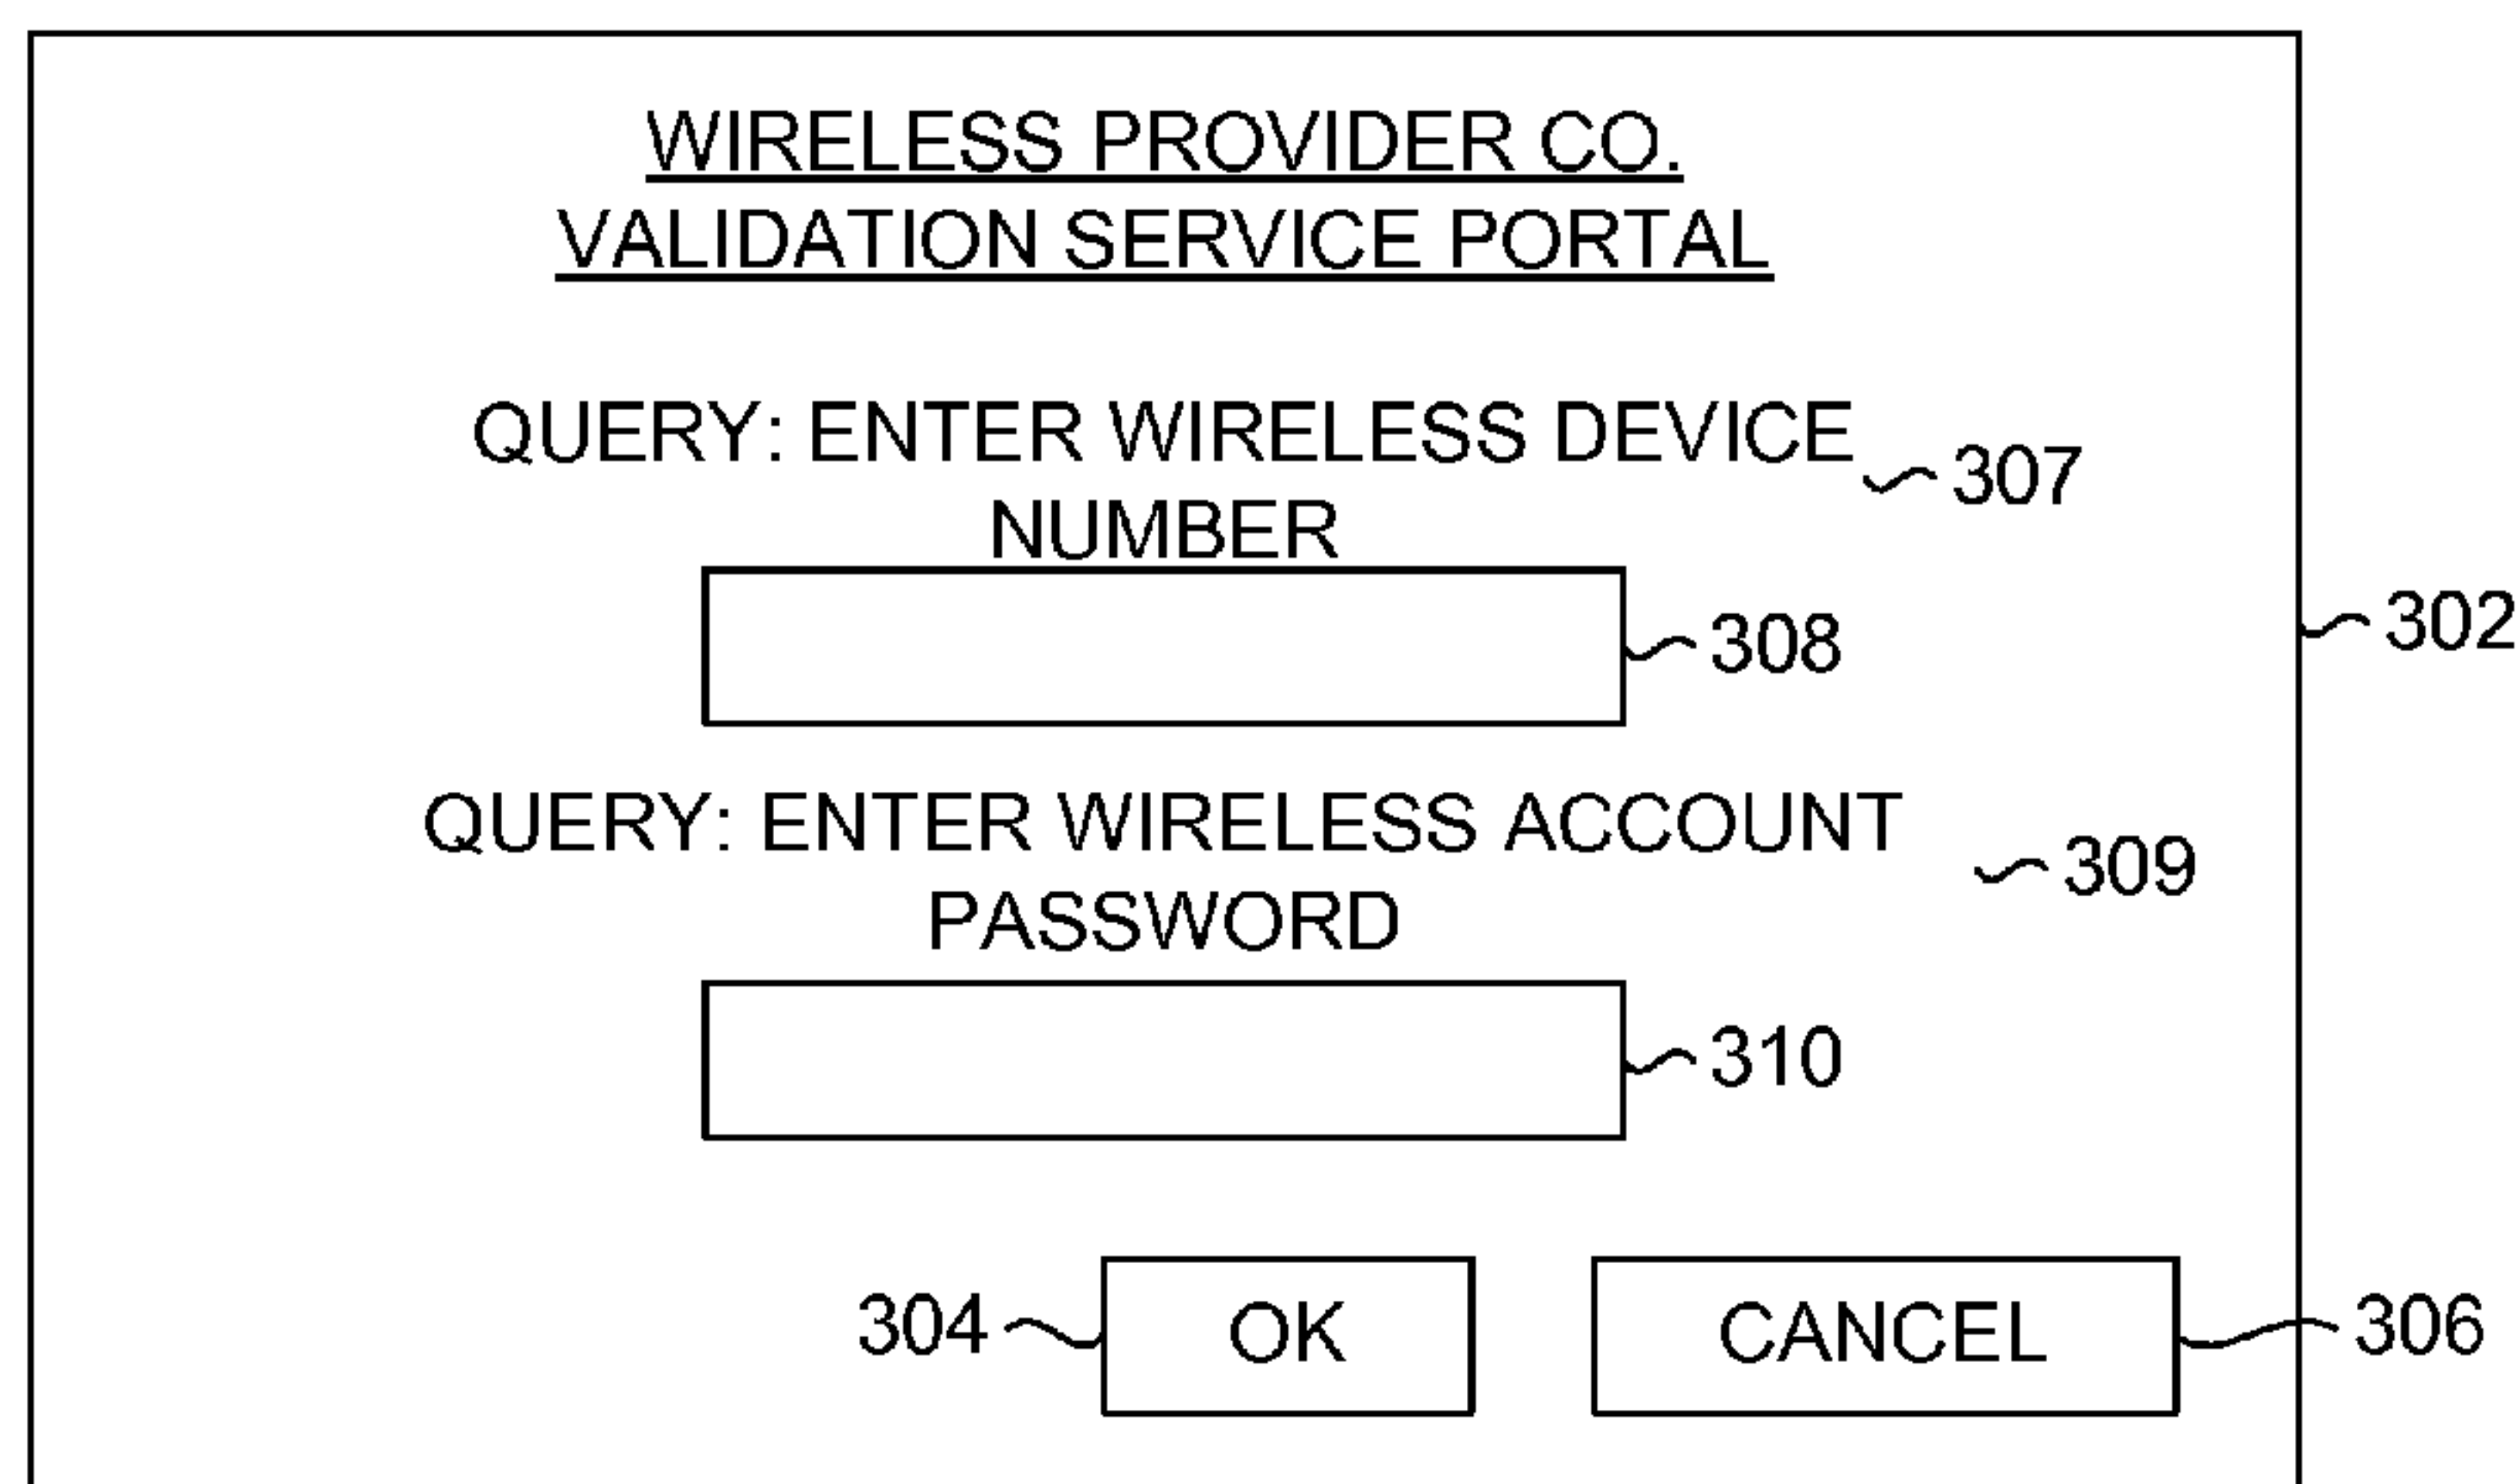 WIRELESS PROVIDER CO.
VALIDATION SERVICE PORTAL
QUERY: ENTER WIRELESS DEVICE
307
NUMBER
308
302
QUERY: ENTER WIRELESS ACCOUNT
309
PASSWORD
310
304 OK CANCEL 306